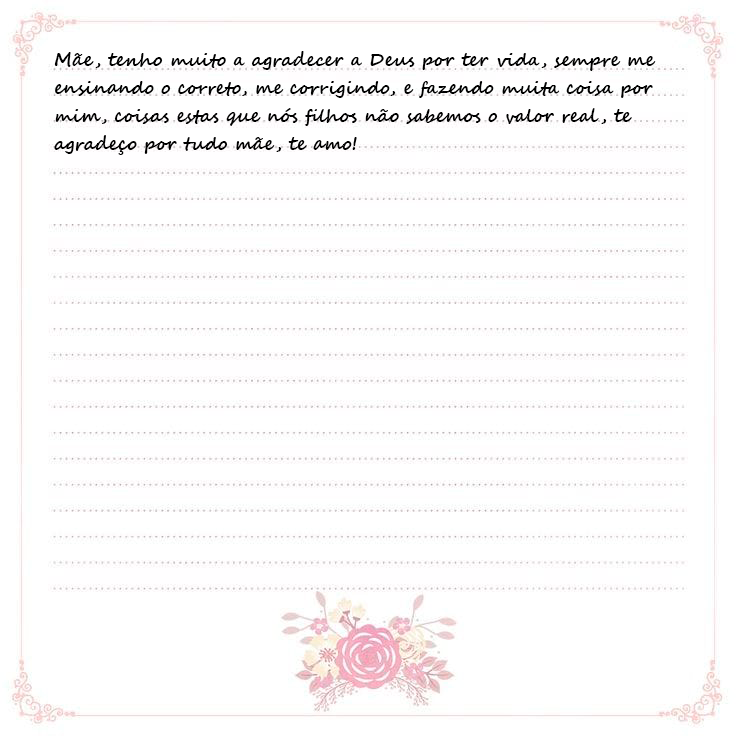 Mãe, tenho muito a agradecer a Deus por ter vida, sempre me
ensinando o correto, me corrigindo, e fazendo muita coisa por
mim, coisas estas que nós filhos não sabemos o valor real, te
agradeço por tudo mãe, te amo!